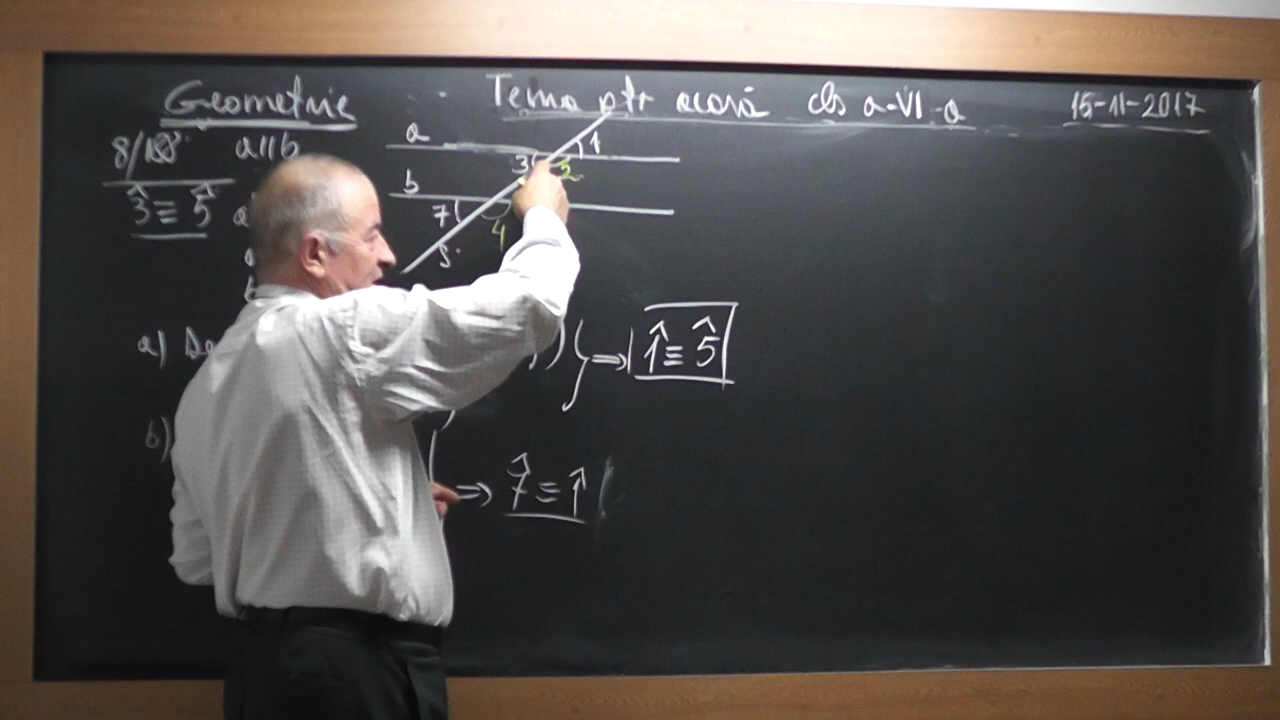 Geometrie Tema ptr acasă cls a-VI-a 15-11-2017
8/188 a||b
a
1
3 2
b
3̂ ≡ 5̂
7
4
5
a)
} ⇒ 1̂ ≡ 5̂
b)
⇒ 7̂ ≡ 1̂